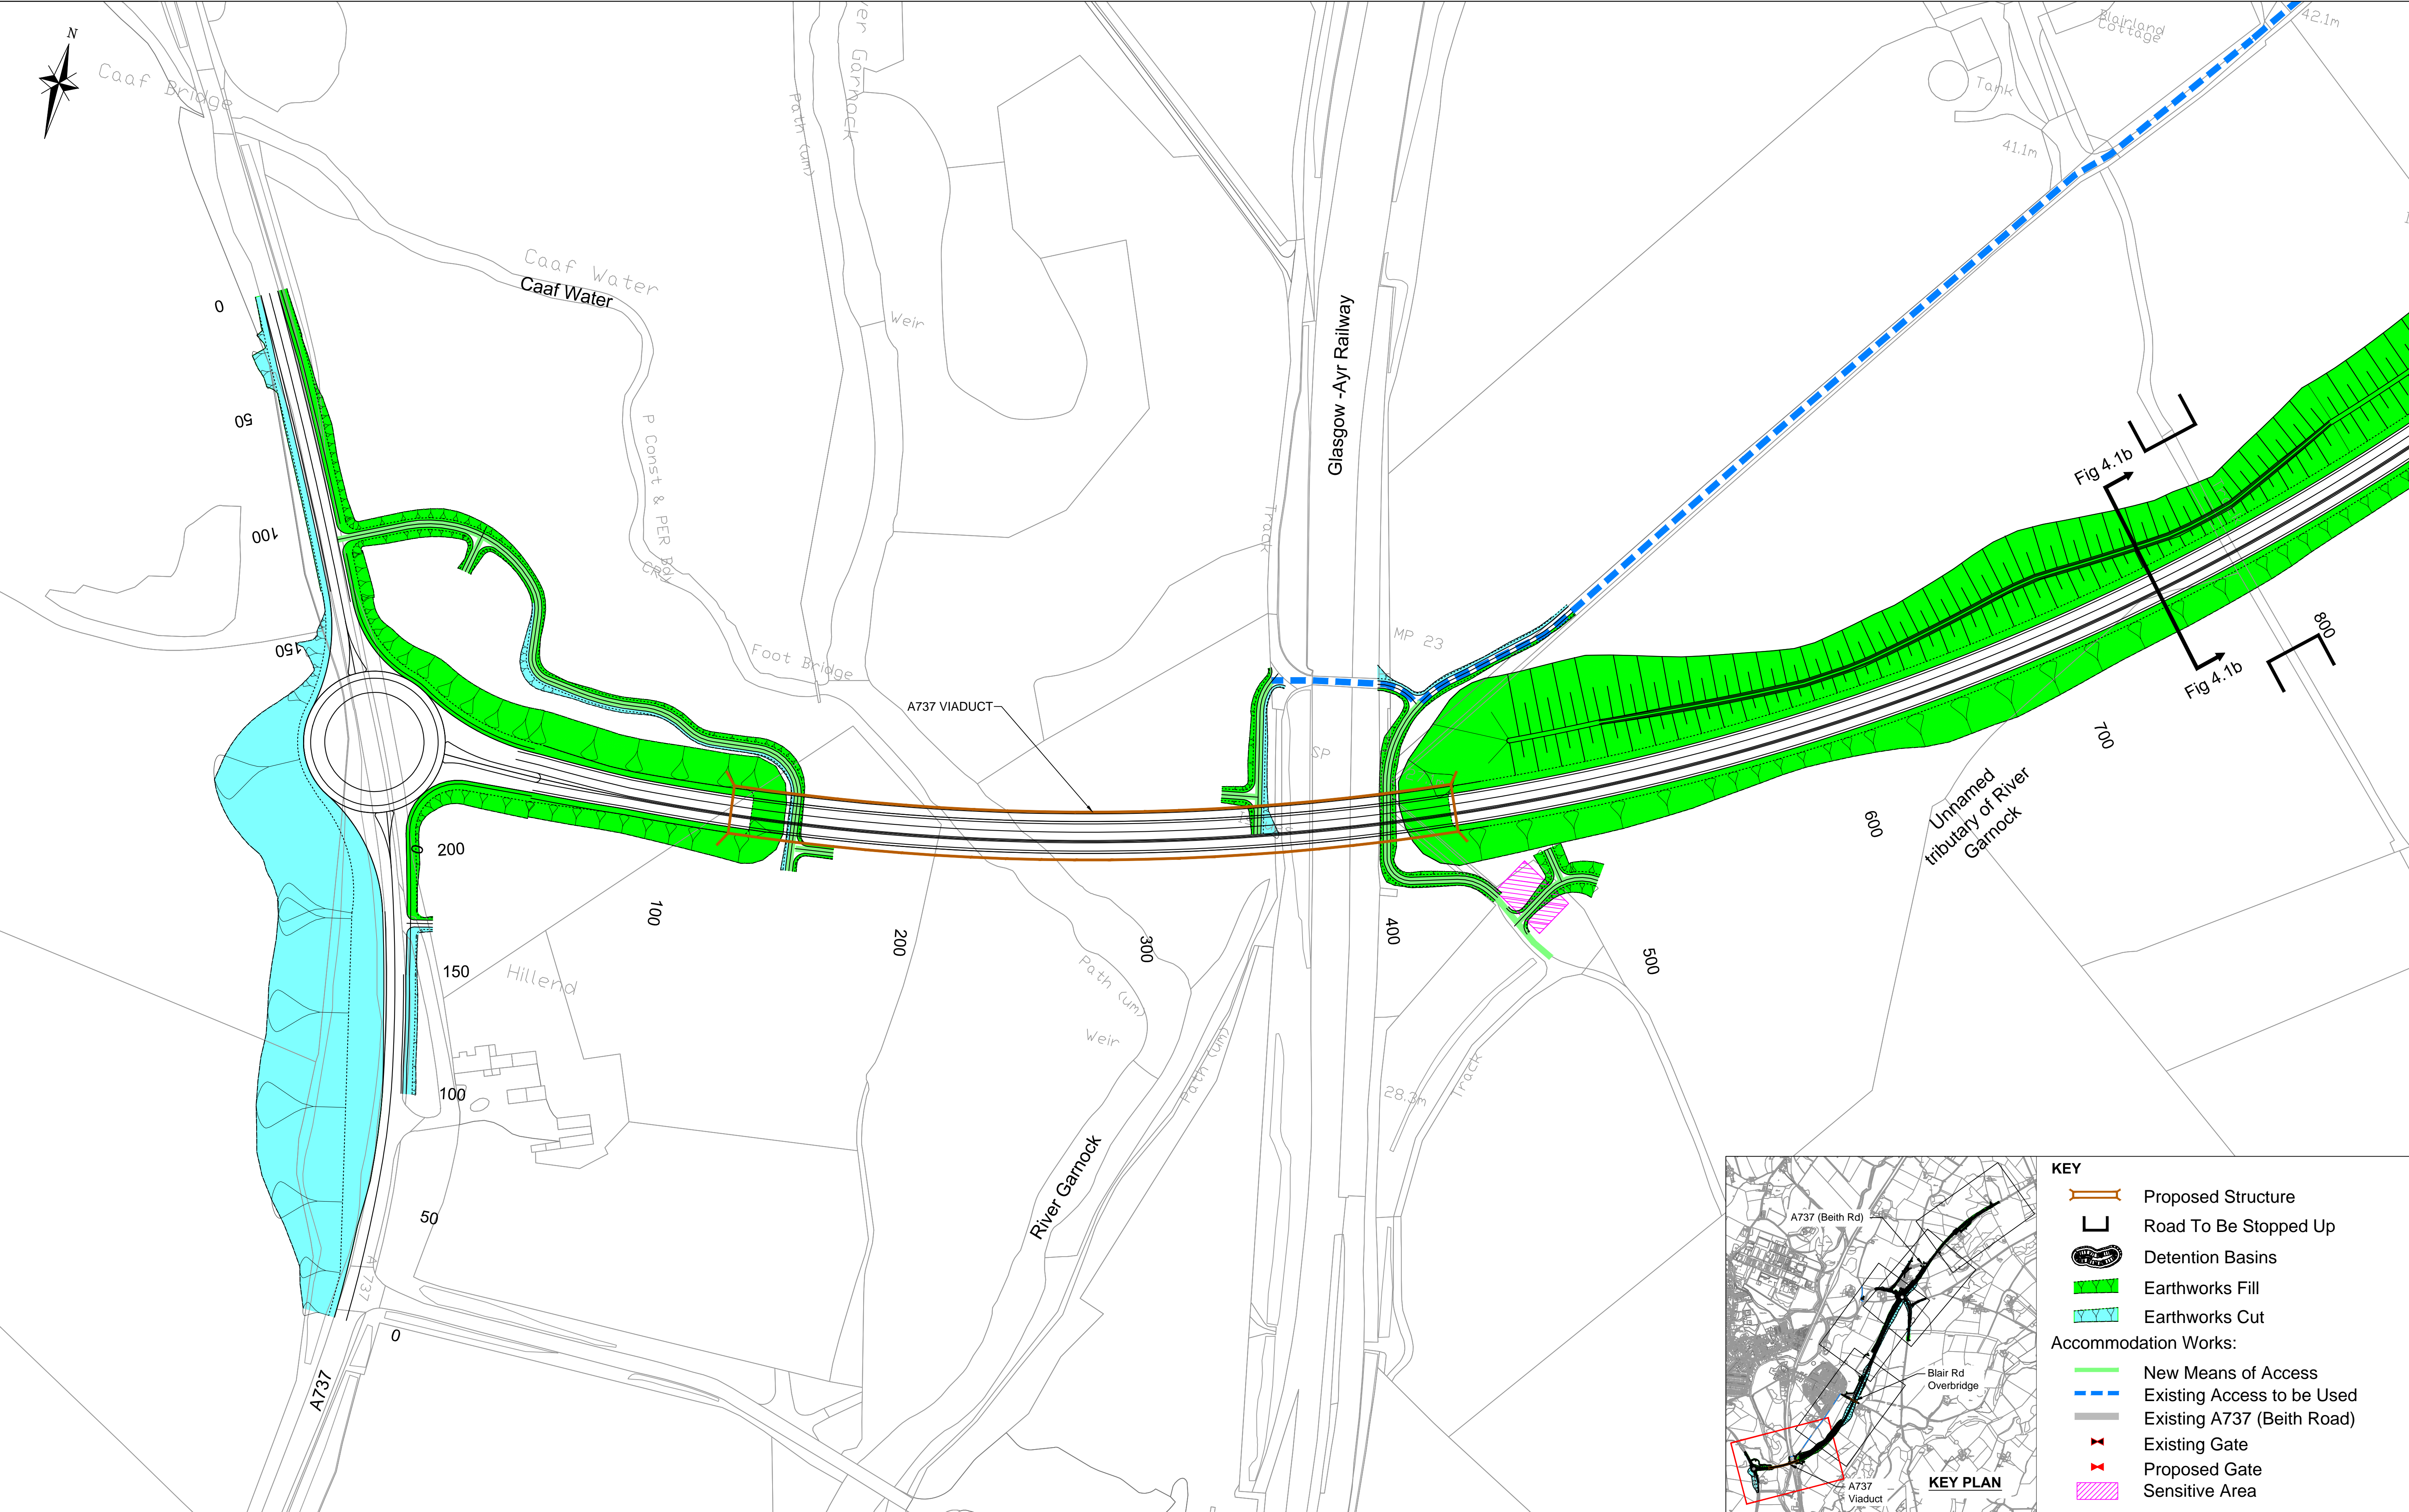 N
Caaf Bridge
Path (um)
ver Garnock
Blairland
Cottage
42.1m
Tank
41.1m
Caaf Water
Caaf Water
Weir
0
50
100
150
P Const & PER Bdy
CR
Track
Glasgow -Ayr Railway
MP 23
Foot Bridge
A737 VIADUCT
SP
Fig 4.1b
Fig 4.1b
800
700
600
500
400
300
200
100
0
Unnamed
tributary of River
Garnock
200
150
100
50
0
Hillend
Path (um)
Weir
Path (um)
28.3m
Track
River Garnock
A737
A737
A737 (Beith Rd)
Blair Rd
Overbridge
A737
Viaduct
KEY PLAN
KEY
Proposed Structure
Road To Be Stopped Up
Detention Basins
Earthworks Fill
Earthworks Cut
Accommodation Works:
New Means of Access
Existing Access to be Used
Existing A737 (Beith Road)
Existing Gate
Proposed Gate
Sensitive Area